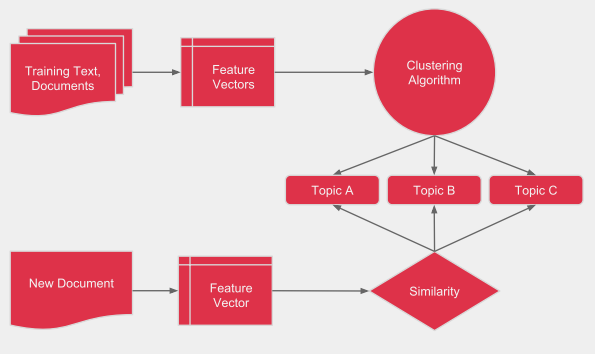 Training Text,
Documents
Feature
Vectors
Clustering
Algorithm
Topic A
Topic B
Topic C
New Document
Feature
Vector
Similarity